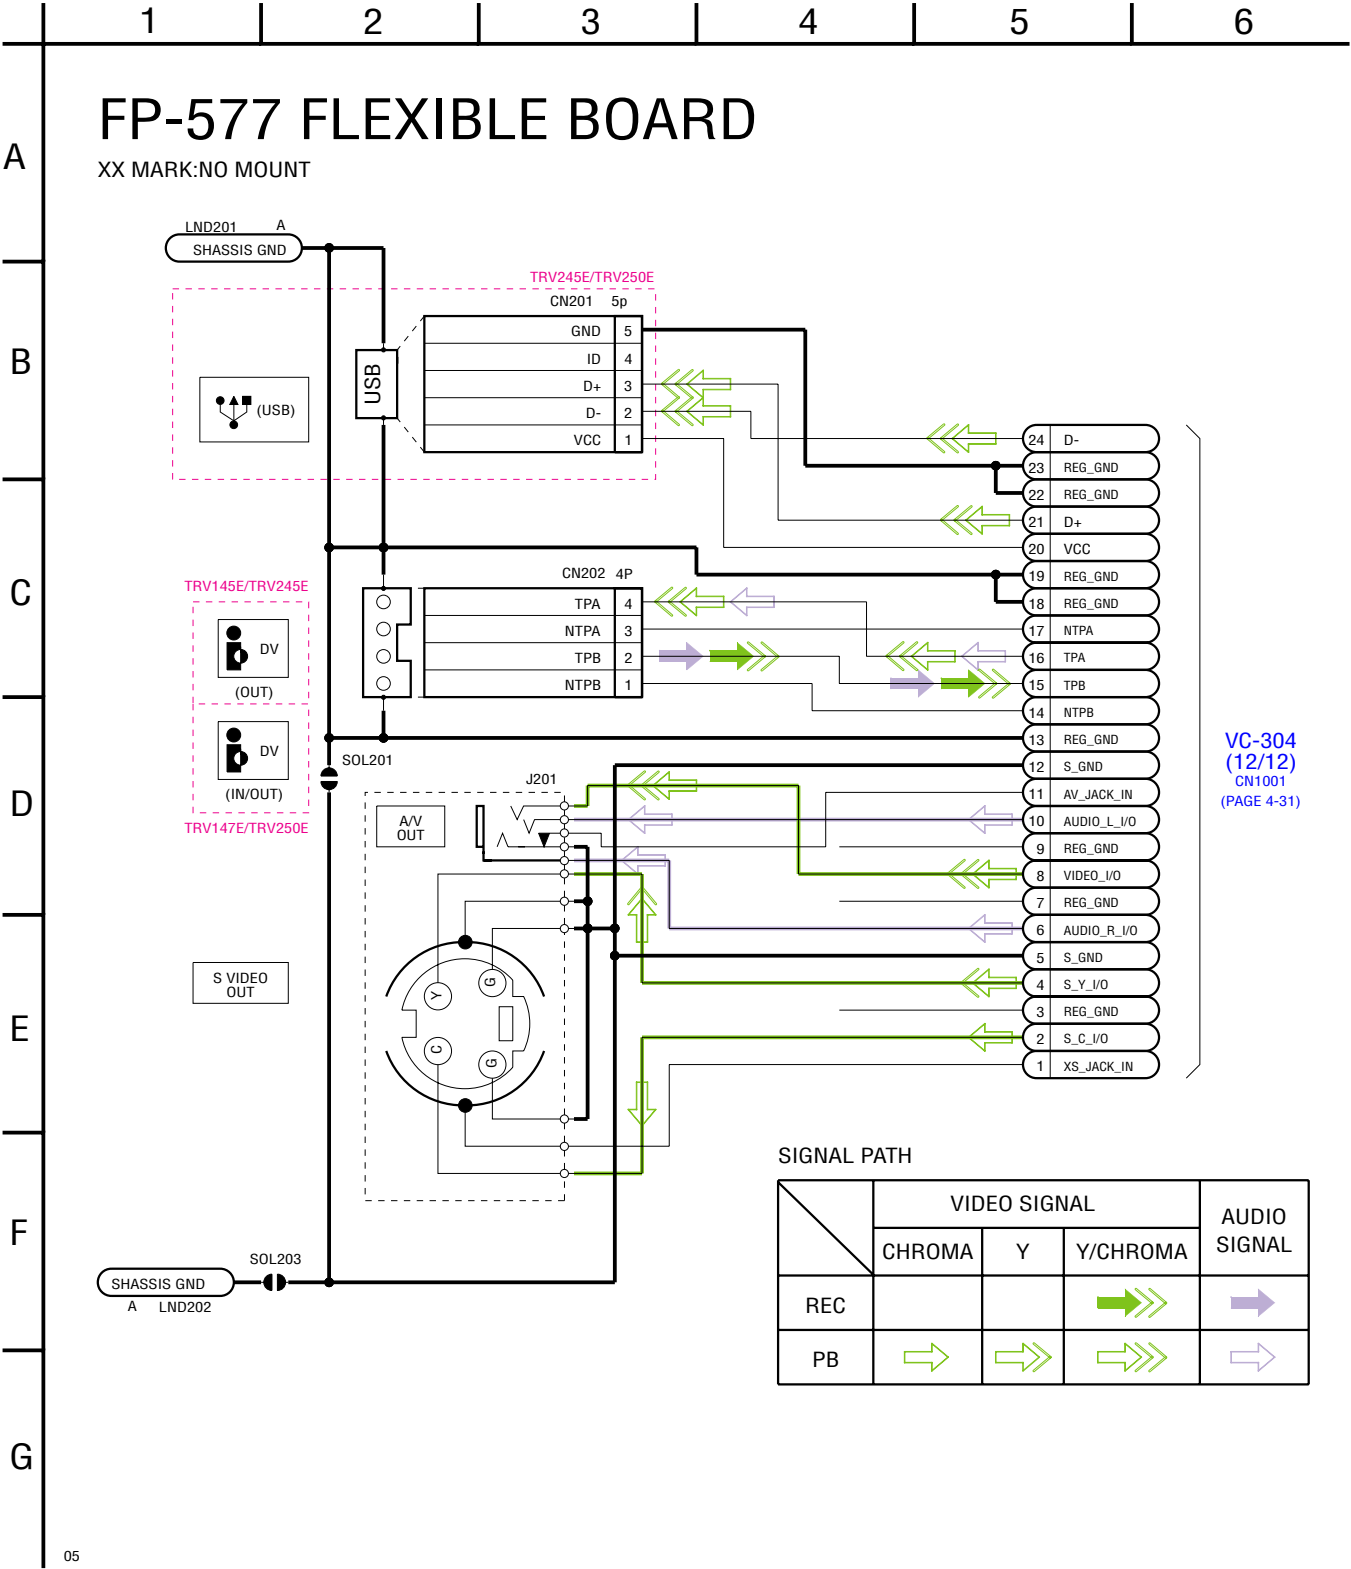 1 2 3 4 5 6
A
B
C
D
E
F
G
FP-577 FLEXIBLE BOARD
XX MARK:NO MOUNT
LND201 A
SHASSIS GND
TRV245E/TRV250E
CN201 5p
GND 5
ID 4
D+ 3
D- 2
VCC 1
USB
(USB)
CN202 4P
TPA 4
NTPA 3
TPB 2
NTPB 1
TRV145E/TRV245E
DV
(OUT)
DV
(IN/OUT)
TRV147E/TRV250E
SOL201
J201
A/V
OUT
S VIDEO
OUT
Y
G
C
G
24 D-
23 REG_GND
22 REG_GND
21 D+
20 VCC
19 REG_GND
18 REG_GND
17 NTPA
16 TPA
15 TPB
14 NTPB
13 REG_GND
12 S_GND
11 AV_JACK_IN
10 AUDIO_L_I/O
9 REG_GND
8 VIDEO_I/O
7 REG_GND
6 AUDIO_R_I/O
5 S_GND
4 S_Y_I/O
3 REG_GND
2 S_C_I/O
1 XS_JACK_IN
VC-304
(12/12)
CN1001
(PAGE 4-31)
SOL203
SHASSIS GND
A LND202
SIGNAL PATH
VIDEO SIGNAL
AUDIO
SIGNAL
CHROMA Y Y/CHROMA
REC
PB
05